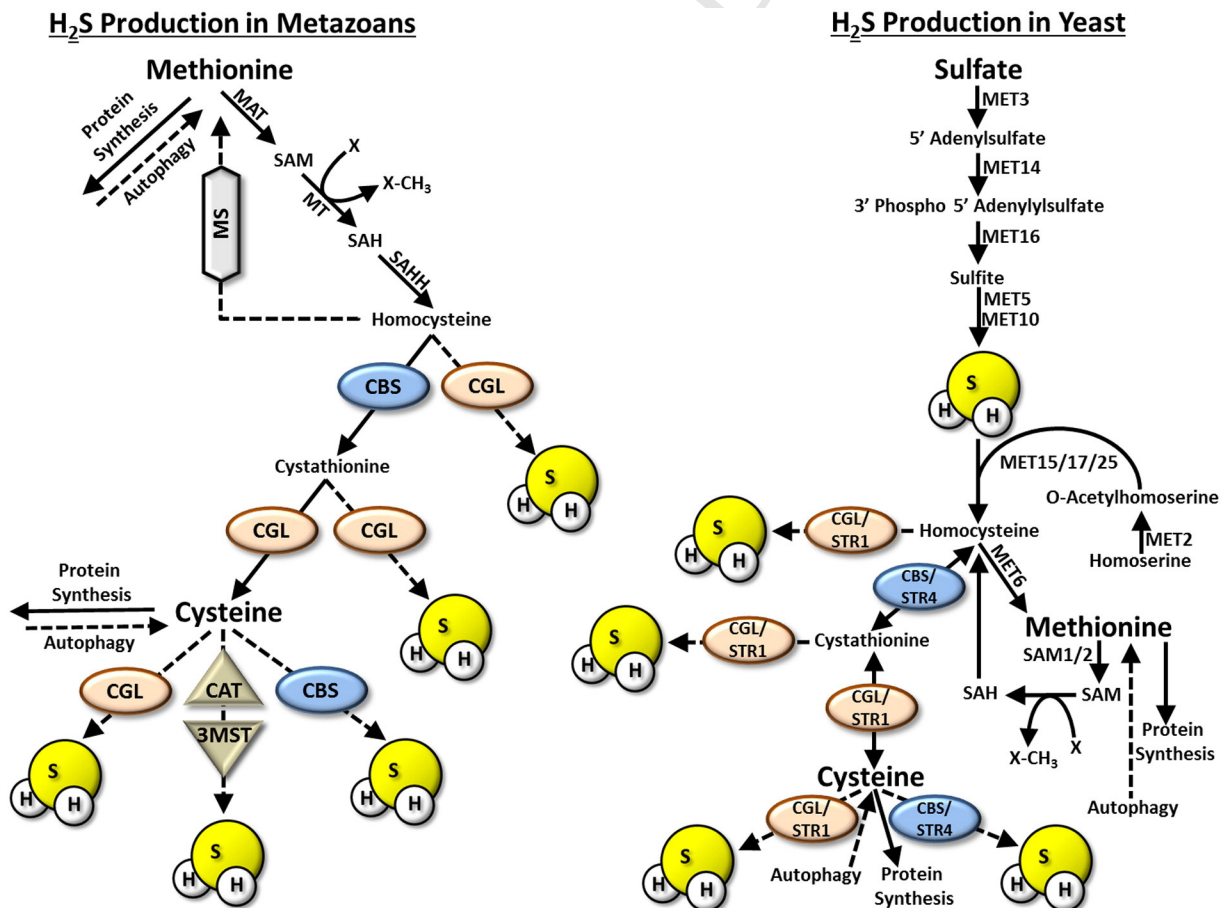 H2S Production in Metazoans
Methionine
Protein
Synthesis
Autophagy
MAT
SAM
X
X-CH3
MT
SAH
SAHH
MS
Homocysteine
CBS
CGL
S
H
H
Cystathionine
CGL
CGL
S
H
H
Protein
Synthesis
Cysteine
Autophagy
CGL
CAT
CBS
3MST
S
H
H
S
H
H
S
H
H
H2S Production in Yeast
Sulfate
MET3
5’ Adenylsulfate
MET14
3’ Phospho 5’ Adenylylsulfate
MET16
Sulfite
MET5
MET10
S
H
H
MET15/17/25
O-Acetylhomoserine
MET2
Homoserine
Homocysteine
CGL/
STR1
S
H
H
MET6
CBS/
STR4
Methionine
SAM1/2
Cystathionine
CGL/
STR1
S
H
H
SAH
SAM
X-CH3
X
Protein
Synthesis
Autophagy
CGL/
STR1
Cysteine
CGL/
STR1
CBS/
STR4
S
H
H
Autophagy
Protein
Synthesis
S
H
H